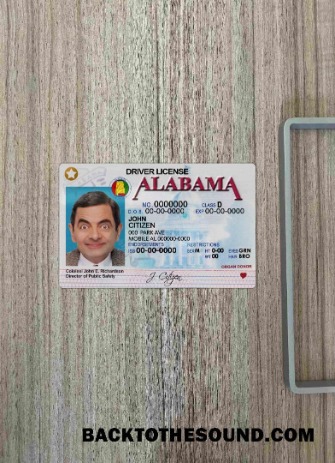 DRIVER LICENSE
ALABAMA
NO. 0000000 CLASS D
D.O.B. 00-00-0000 EXP 00-00-0000
JOHN
CITIZEN
000 PARK AVE
MOBILE AL 00000-0000
ENDORSEMENTS RESTRICTIONS
ISS 00-00-0000 SEX M HT 0-00 EYES GRN
WT 00 HAIR BRO
Colonel John E. Richardson
Director of Public Safety
J. Citizen
BACKTOTHESOUND.COM